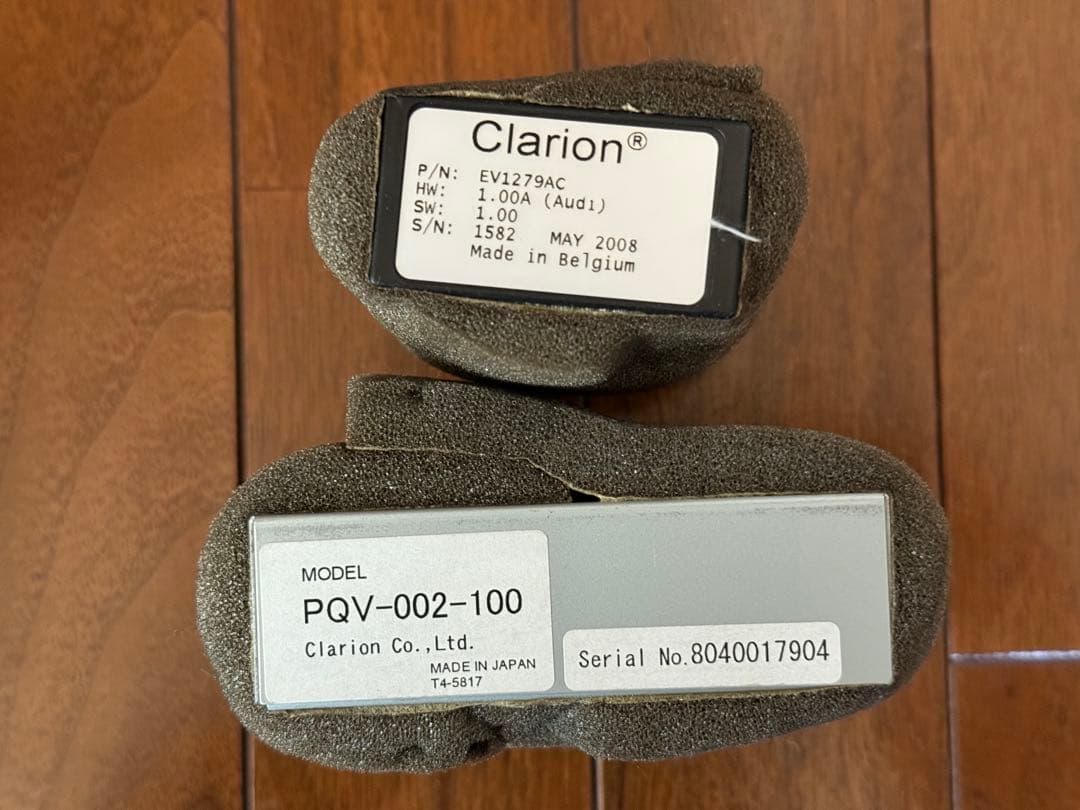 Clarion®
P/N: EV1279AC
HW: 1.00A (Audi)
SW: 1.00
S/N: 1582 MAY 2008
Made in Belgium
MODEL
PQV-002-100
Clarion Co.,Ltd.
MADE IN JAPAN
T4-5817
Serial No.8040017904